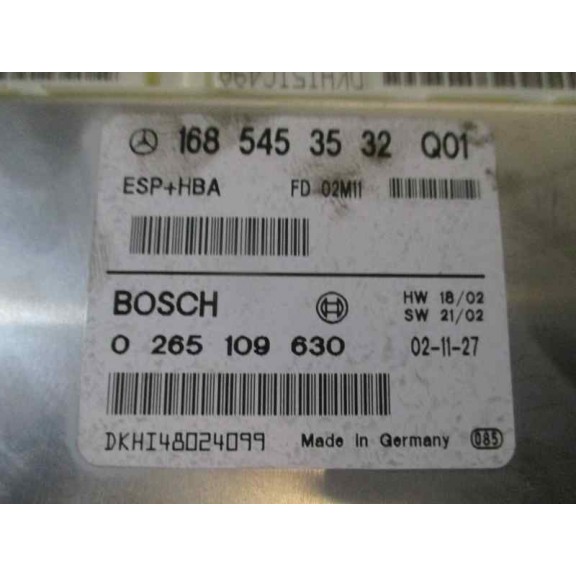 168 545 35 32 Q01
ESP+HBA FD 02M11
BOSCH HW 18/02
SW 21/02
0 265 109 630 02-11-27
DKHI48024099 Made in Germany 085